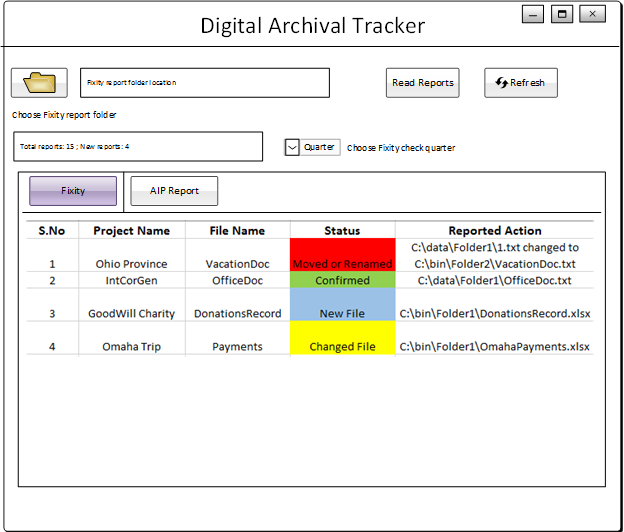 Digital Archival Tracker
Fixity report folder location
Read Reports
Refresh
Choose Fixity report folder
Total reports: 15 ; New reports: 4
Quarter
Choose Fixity check quarter
Fixity
AIP Report
S.No Project Name File Name Status Reported Action
1 Ohio Province VacationDoc Moved or Renamed C:\data\Folder1\1.txt changed to
C:\bin\Folder2\VacationDoc.txt
2 IntCorGen OfficeDoc Confirmed C:\data\Folder1\OfficeDoc.txt
3 GoodWill Charity DonationsRecord New File C:\bin\Folder1\DonationsRecord.xlsx
4 Omaha Trip Payments Changed File C:\bin\Folder1\OmahaPayments.xlsx